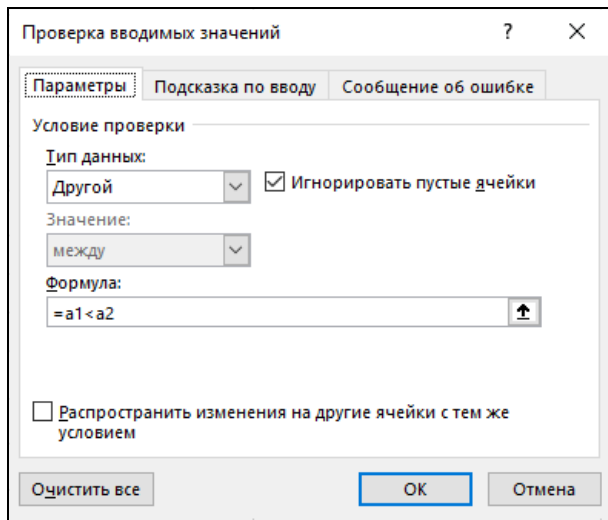 Проверка вводимых значений ?
Параметры Подсказка по вводу Сообщение об ошибке
Условие проверки
Тип данных:
Другой Игнорировать пустые ячейки
Значение:
между
Формула:
=a1<a2
Распространить изменения на другие ячейки с тем же
условием
Очистить все ОК Отмена